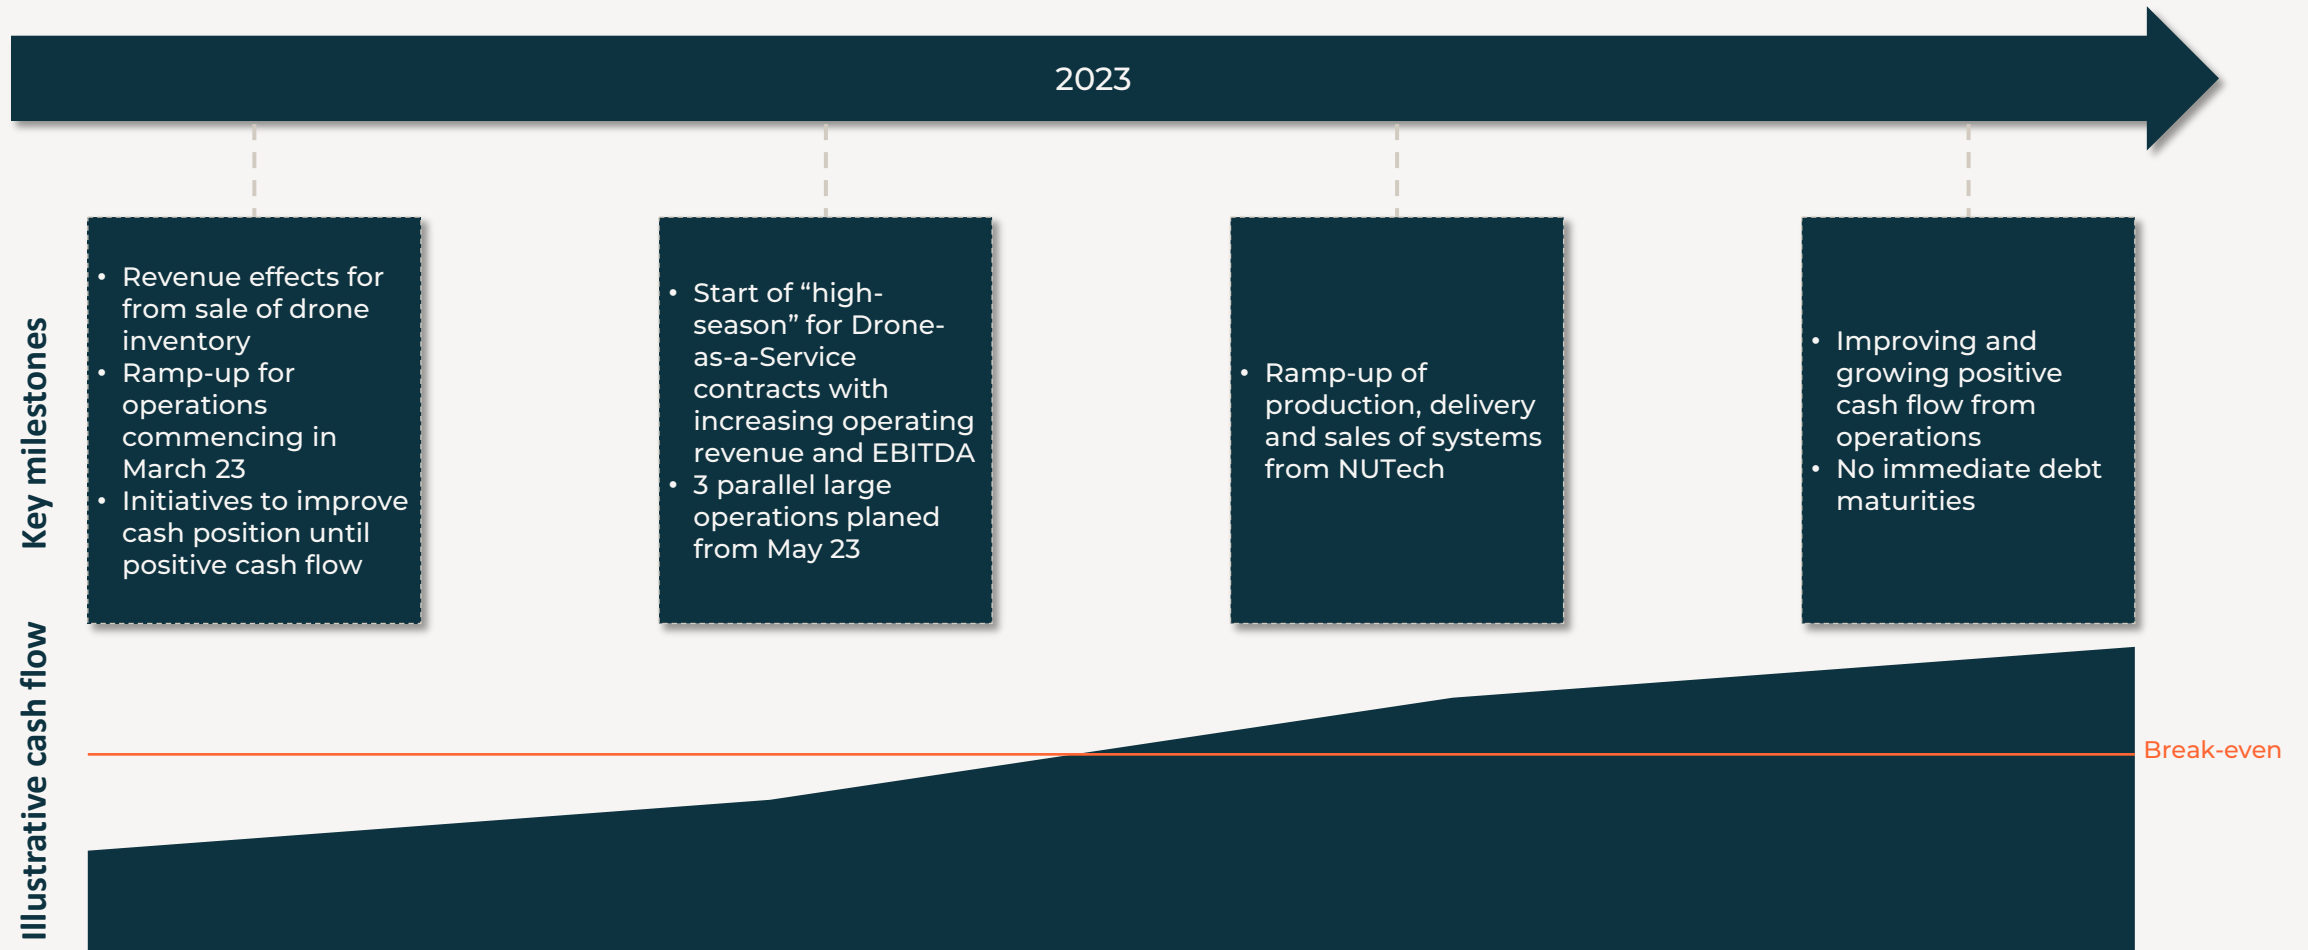 2023
Key milestones
• Revenue effects for
from sale of drone
inventory
• Ramp-up for
operations
commencing in
March 23
• Initiatives to improve
cash position until
positive cash flow
• Start of “high-
season” for Drone-
as-a-Service
contracts with
increasing operating
revenue and EBITDA
• 3 parallel large
operations planed
from May 23
• Ramp-up of
production, delivery
and sales of systems
from NUTech
• Improving and
growing positive
cash flow from
operations
• No immediate debt
maturities
Illustrative cash flow
Break-even